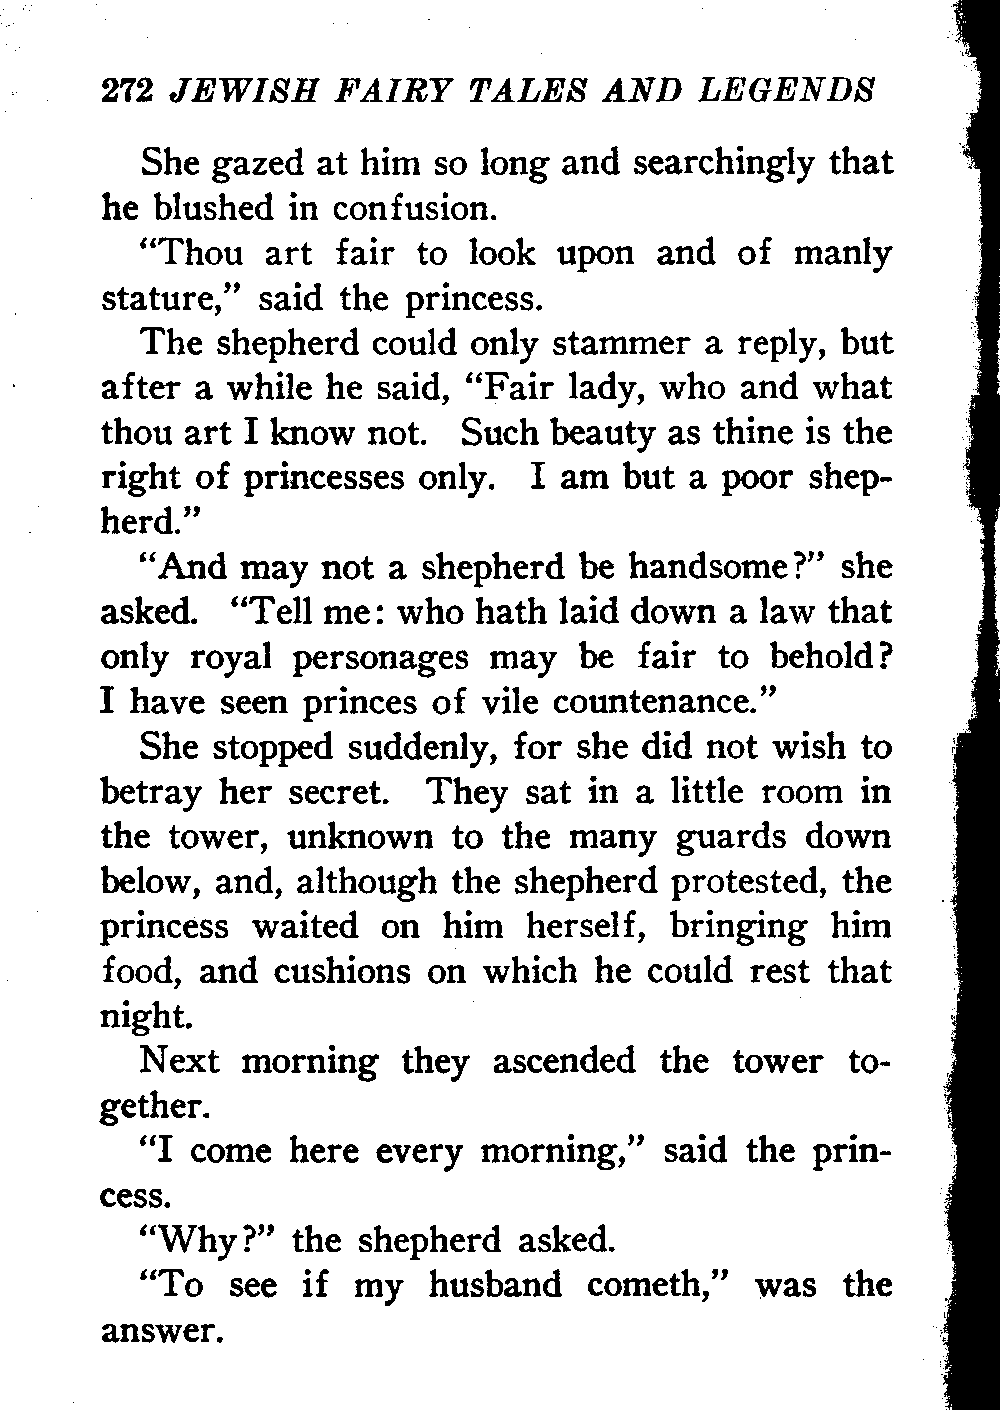 272 JEWISH FAIRY TALES AND LEGENDS
She gazed at him so long and searchingly that
he blushed in confusion.
“Thou art fair to look upon and of manly
stature,” said the princess.
The shepherd could only stammer a reply, but
after a while he said, “Fair lady, who and what
thou art I know not. Such beauty as thine is the
right of princesses only. I am but a poor shep-
herd.”
“And may not a shepherd be handsome?” she
asked. “Tell me: who hath laid down a law that
only royal personages may be fair to behold?
I have seen princes of vile countenance.”
She stopped suddenly, for she did not wish to
betray her secret. They sat in a little room in
the tower, unknown to the many guards down
below, and, although the shepherd protested, the
princess waited on him herself, bringing him
food, and cushions on which he could rest that
night.
Next morning they ascended the tower to-
gether.
“I come here every morning,” said the prin-
cess.
“Why?” the shepherd asked.
“To see if my husband cometh,” was the
answer.